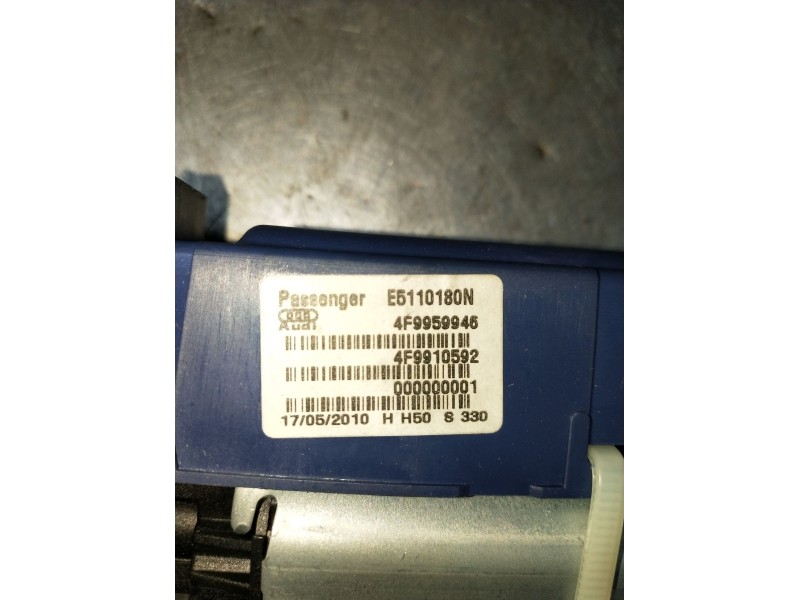 Passenger E5110180N
Audi 4F9959946
4F9910592
000000001
17/05/2010 H H50 S 330